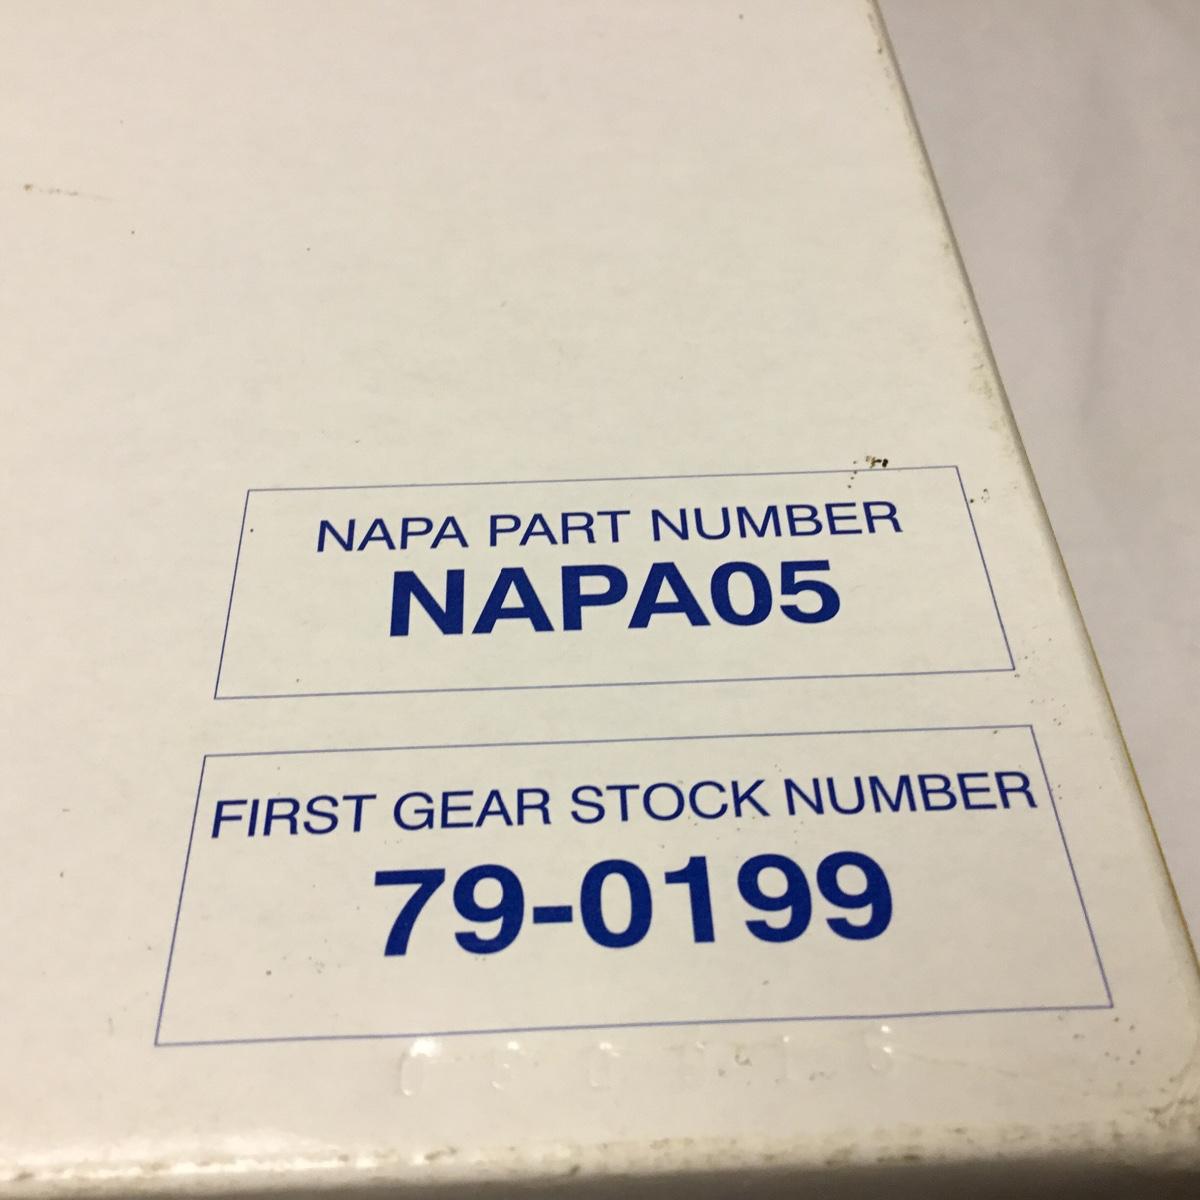 NAPA PART NUMBER
NAPA05
FIRST GEAR STOCK NUMBER
79-0199